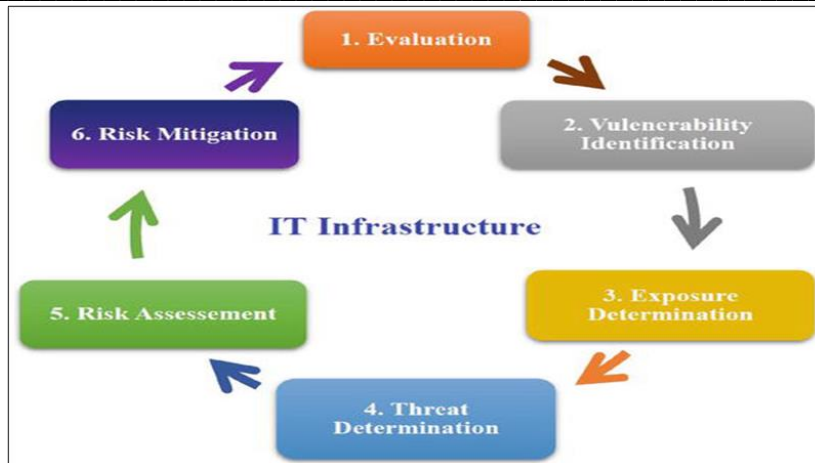 1. Evaluation
2. Vulenerability
Identification
3. Exposure
Determination
4. Threat
Determination
5. Risk Assessement
6. Risk Mitigation
IT Infrastructure